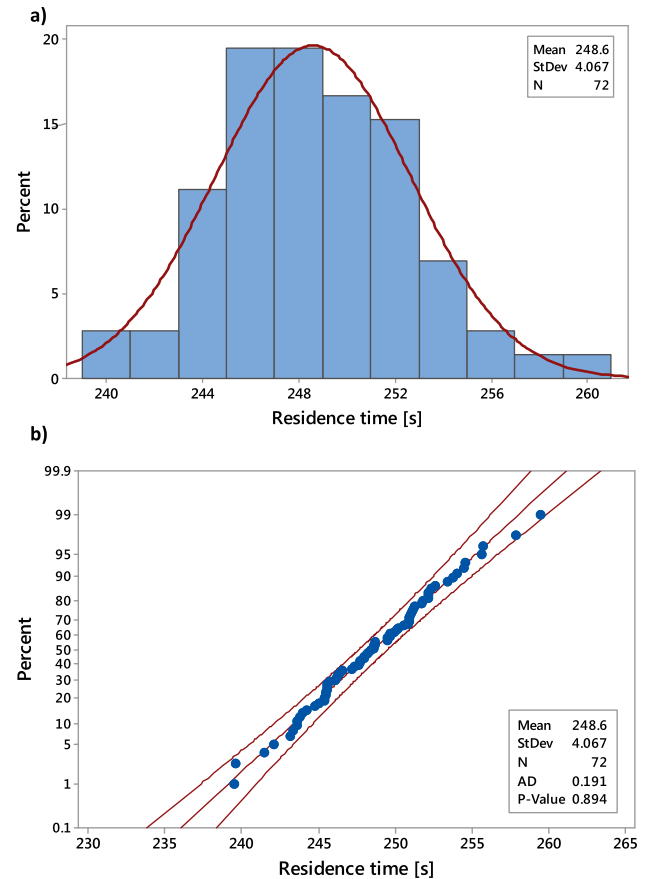 a)
20
15
10
5
0
Percent
Mean 248.6
StDev 4.067
N 72
240 244 248 252 256 260
Residence time [s]
b)
99.9
99
95
90
80
70
60
50
40
30
20
10
5
1
0.1
Percent
Mean 248.6
StDev 4.067
N 72
AD 0.191
P-Value 0.894
230 235 240 245 250 255 260 265
Residence time [s]